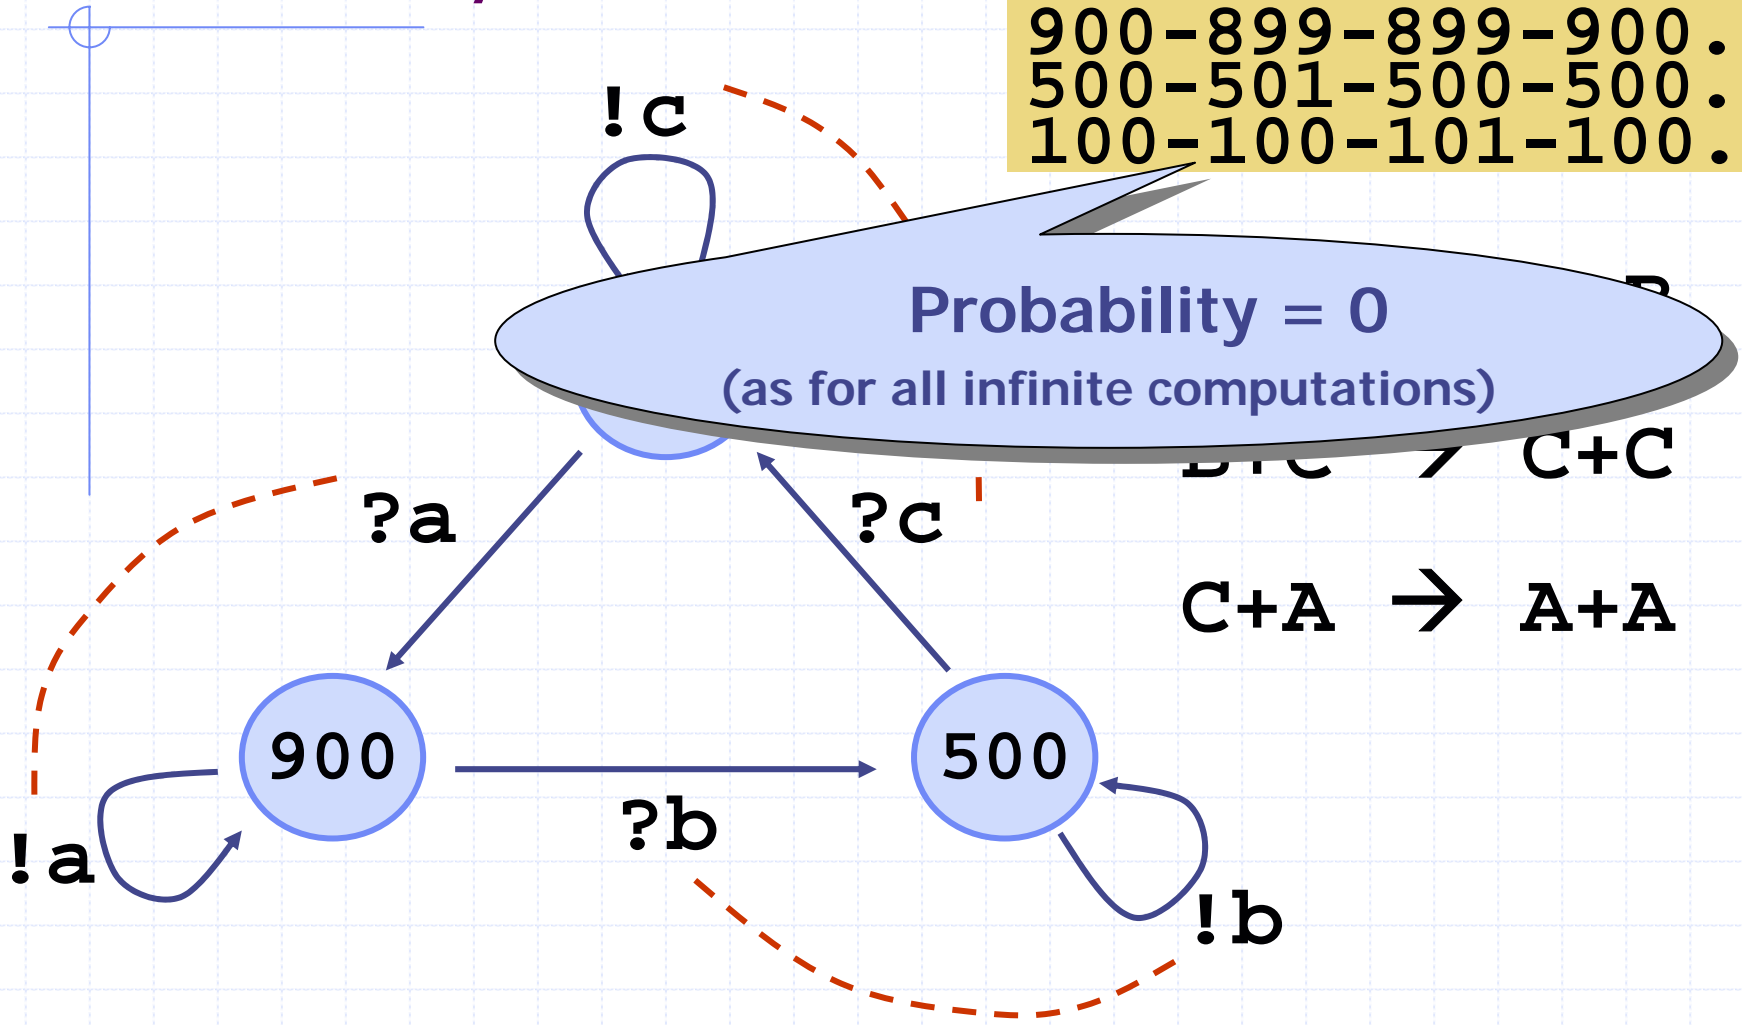 900-899-899-900.
500-501-500-500.
100-100-101-100.
!c
Probability = 0
(as for all infinite computations)
B+C → C+C
?a
?c
C+A → A+A
900
500
?b
!a
!b